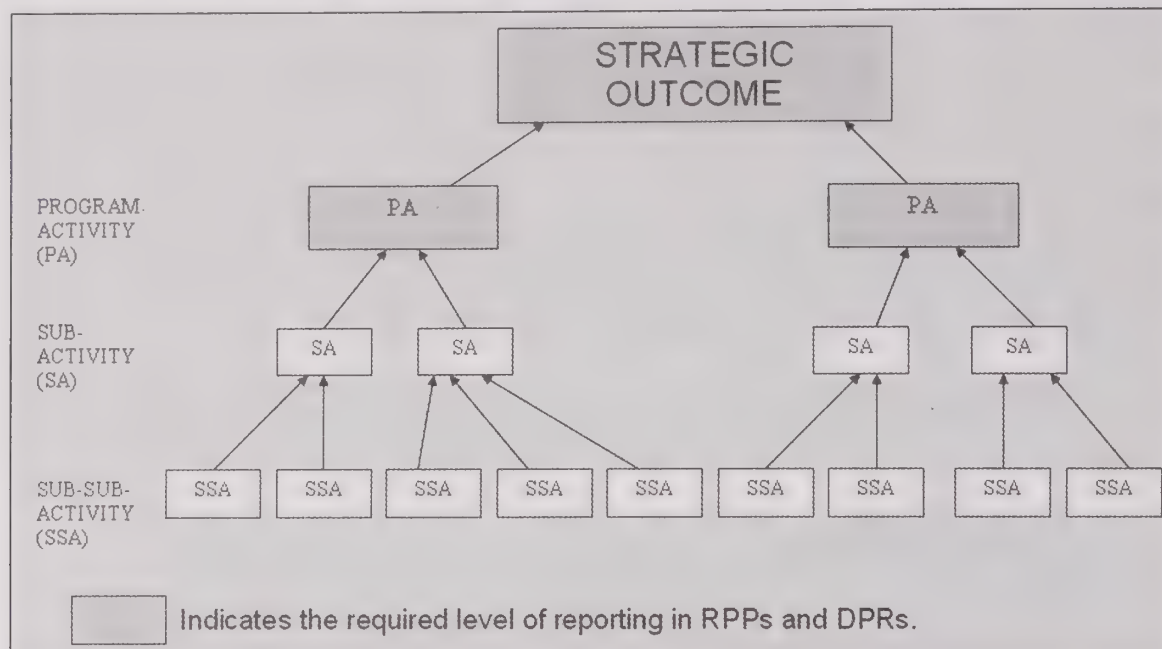 STRATEGIC
OUTCOME
PROGRAM-
ACTIVITY
(PA)
PA
PA
SUB-
ACTIVITY
(SA)
SA
SA
SA
SA
SUB-SUB-
ACTIVITY
(SSA)
SSA
SSA
SSA
SSA
SSA
SSA
SSA
SSA
SSA
Indicates the required level of reporting in RPPs and DPRs.